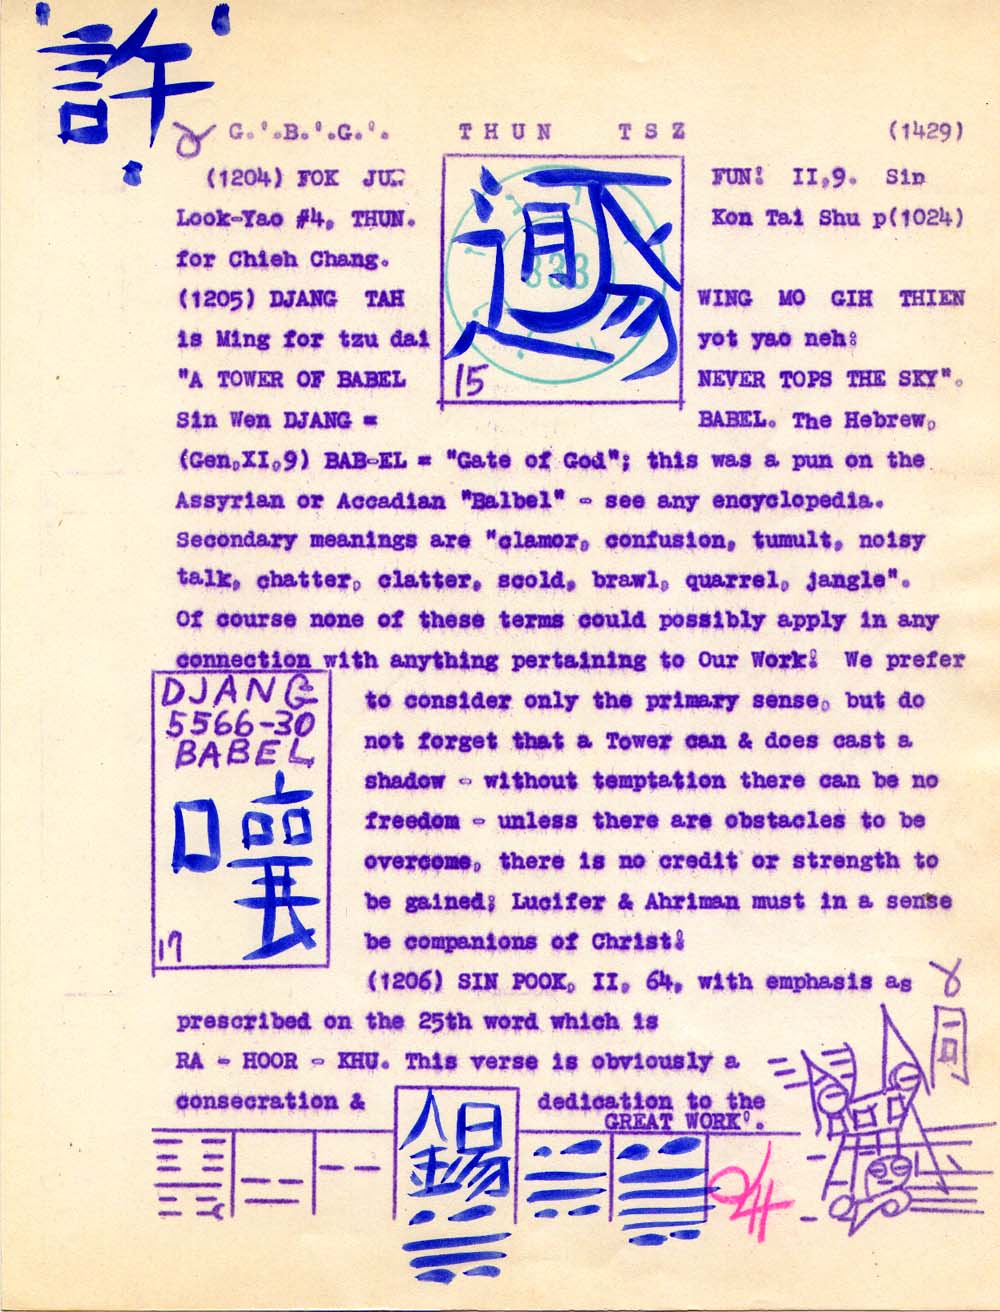 許
G.'.B.'.G.'. THUN TSZ (1429)
(1204) FOK JUN FUN! II,9. Sin
Look-Yao #4, THUN. Kon Tai Shu p(1024)
for Chieh Chang.
(1205) DJANG TAH WING MO GIH THIEN
is Ming for tzu dai yot yao neh:
"A TOWER OF BABEL NEVER TOPS THE SKY".
Sin Wen DJANG = BABEL. The Hebrew,
333
15
(Gen,XI,9) BAB-EL = "Gate of God"; this was a pun on the
Assyrian or Accadian "Balbel" - see any encyclopedia.
Secondary meanings are "clamor, confusion, tumult, noisy
talk, chatter, clatter, scold, brawl, quarrel, jangle".
Of course none of these terms could possibly apply in any
connection with anything pertaining to Our Work! We prefer
DJANG
5566-30
BABEL
17
to consider only the primary sense, but do
not forget that a Tower can & does cast a
shadow - without temptation there can be no
freedom - unless there are obstacles to be
overcome, there is no credit or strength to
be gained; Lucifer & Ahriman must in a sense
be companions of Christ!
(1206) SIN POOK, II, 64, with emphasis as
prescribed on the 25th word which is
RA - HOOR - KHU. This verse is obviously a
consecration & dedication to the
GREAT WORK'.
錫